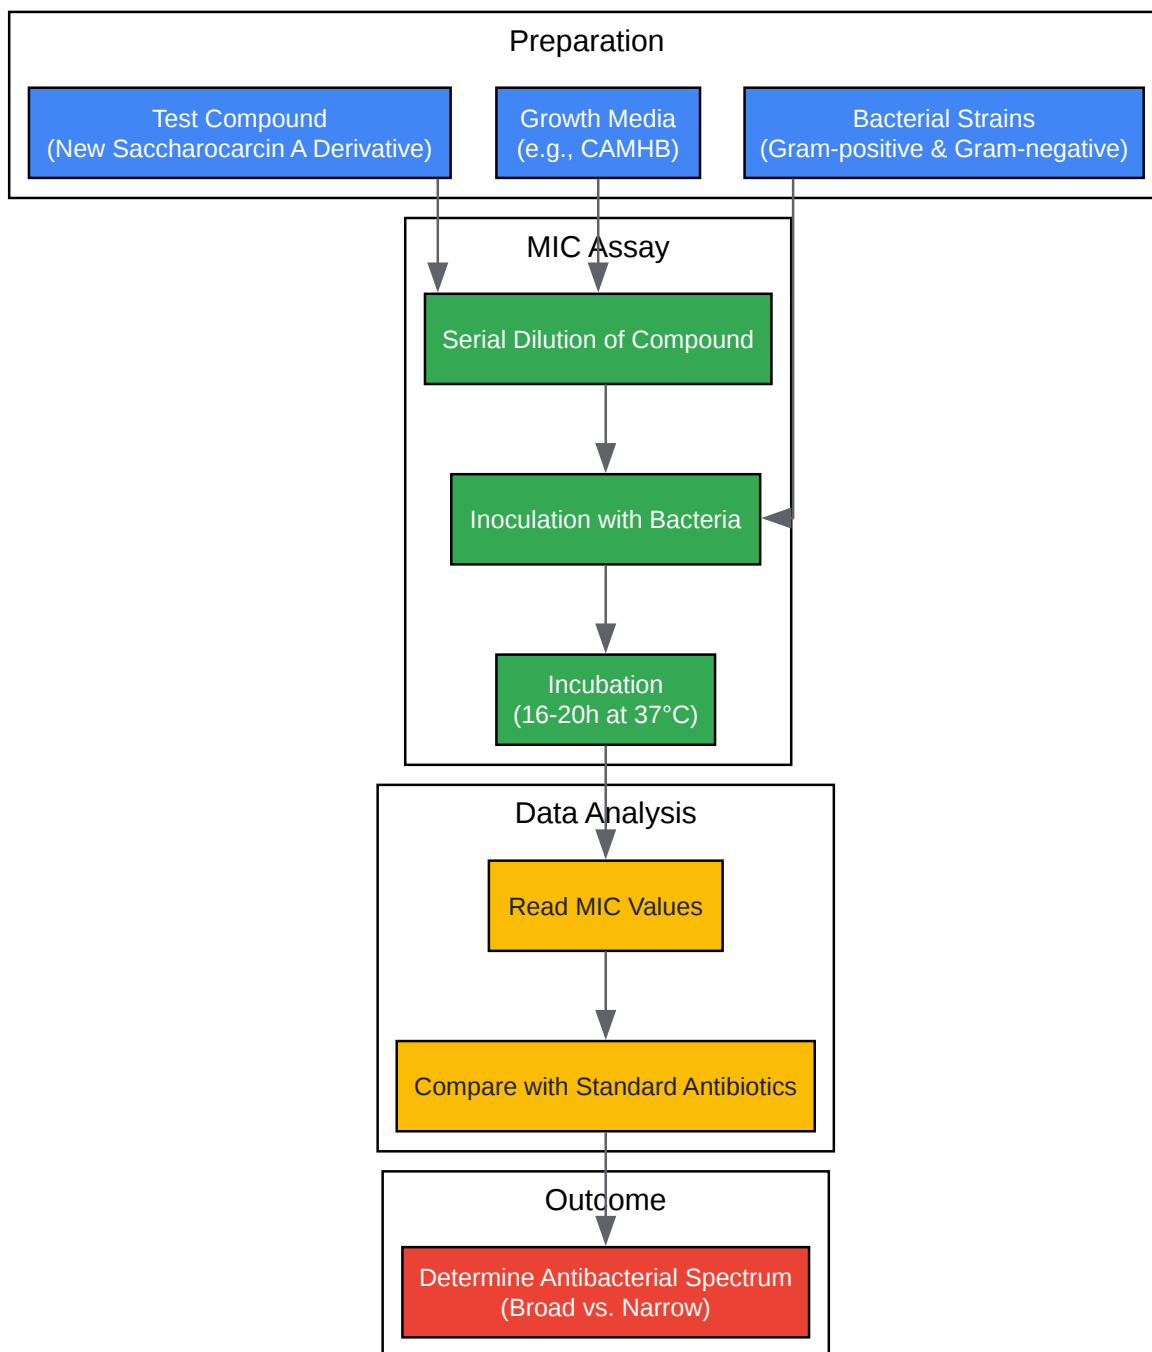 Preparation
Test Compound
(New Saccharocarcin A Derivative)
Growth Media
(e.g., CAMHB)
Bacterial Strains
(Gram-positive & Gram-negative)
MIC Assay
Serial Dilution of Compound
Inoculation with Bacteria
Incubation
(16-20h at 37°C)
Data Analysis
Read MIC Values
Compare with Standard Antibiotics
Outcome
Determine Antibacterial Spectrum
(Broad vs. Narrow)